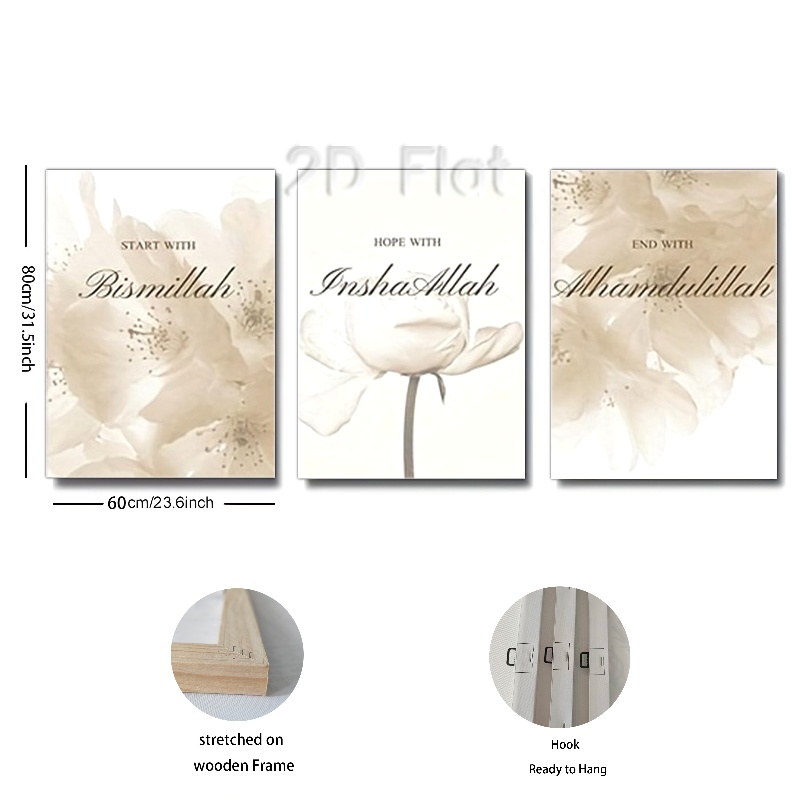 2D Flat
START WITH
Bismillah
HOPE WITH
InshaAllah
END WITH
Alhamdulillah
80cm/31.5inch
60cm/23.6inch
stretched on
wooden Frame
Hook
Ready to Hang